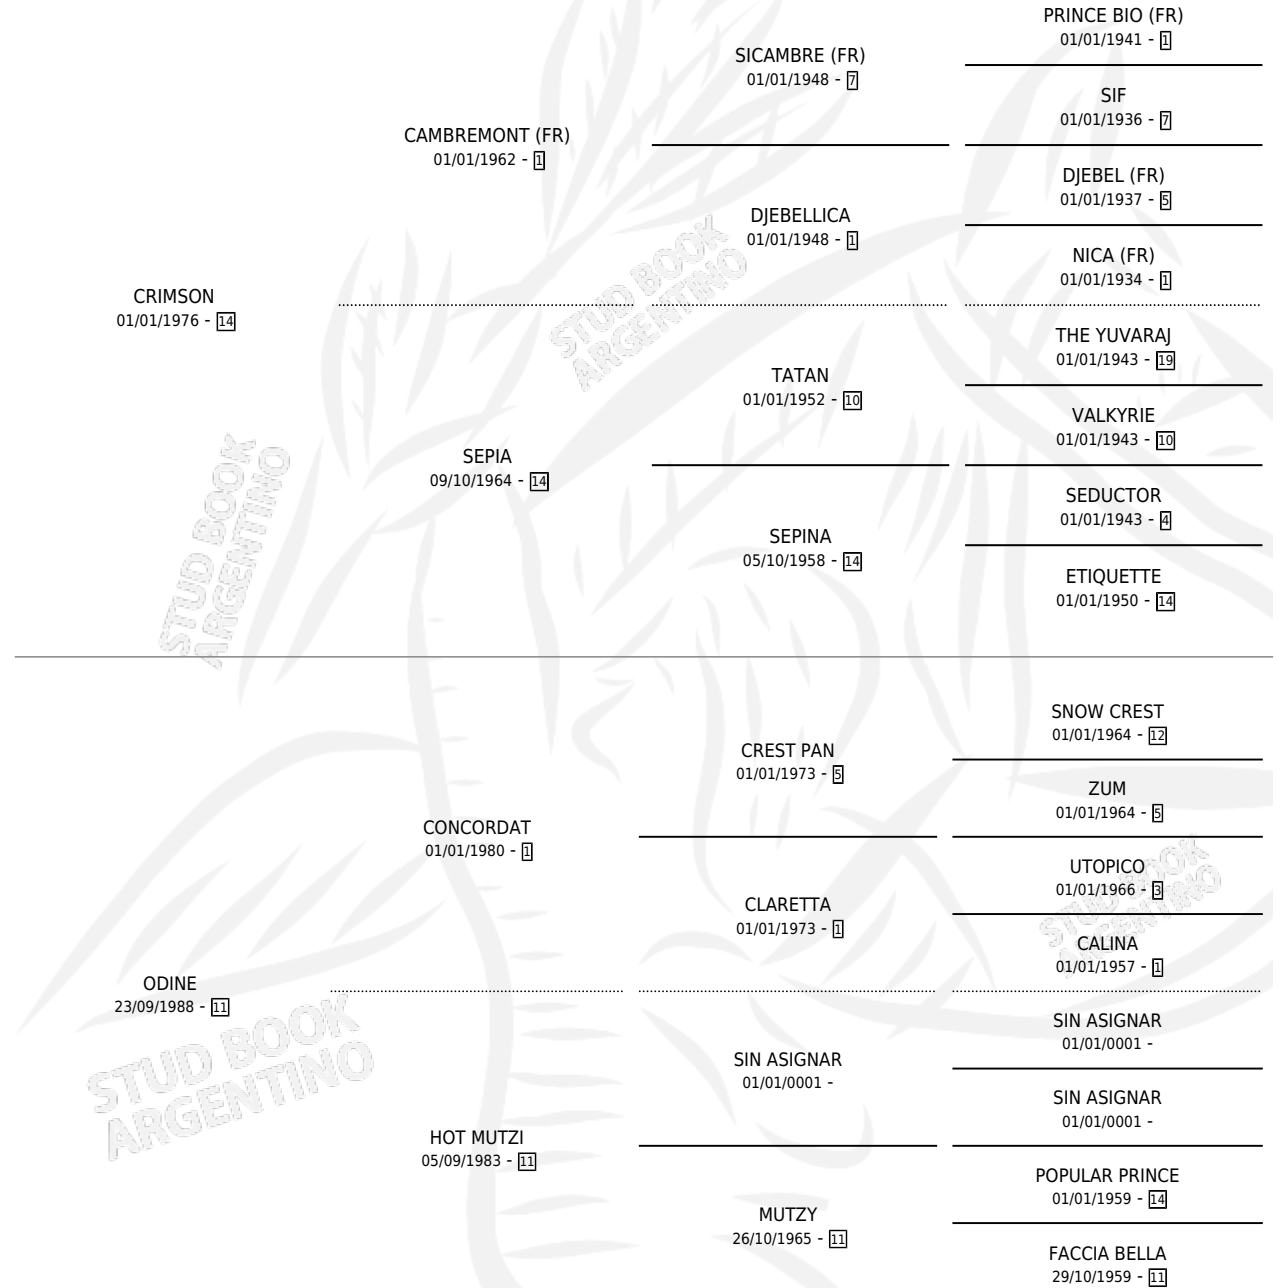 PRINCE BIO (FR)
01/01/1941 - 1
SICAMBRE (FR)
01/01/1948 - 7
SIF
01/01/1936 - 7
CAMBREMONT (FR)
01/01/1962 - 1
DJEBEL (FR)
01/01/1937 - 5
DJEBELLICA
01/01/1948 - 1
NICA (FR)
01/01/1934 - 1
CRIMSON
01/01/1976 - 14
STUD BOOK
ARGENTINO
THE YUVARAJ
01/01/1943 - 19
TATAN
01/01/1952 - 10
VALKYRIE
01/01/1943 - 10
SEPIA
09/10/1964 - 14
SEDUCTOR
01/01/1943 - 4
SEPINA
05/10/1958 - 14
ETIQUETTE
01/01/1950 - 14
STUD BOOK
ARGENTINO
SNOW CREST
01/01/1964 - 12
CREST PAN
01/01/1973 - 5
ZUM
01/01/1964 - 5
CONCORDAT
01/01/1980 - 1
UTOPICO
01/01/1966 - 3
CLARETTA
01/01/1973 - 1
STUD BOOK
ARGENTINO
CALINA
01/01/1957 - 1
ODINE
23/09/1988 - 11
SIN ASIGNAR
01/01/0001 -
SIN ASIGNAR
01/01/0001 -
SIN ASIGNAR
01/01/0001 -
STUD BOOK
ARGENTINO
HOT MUTZI
05/09/1983 - 11
POPULAR PRINCE
01/01/1959 - 14
MUTZY
26/10/1965 - 11
FACCIA BELLA
29/10/1959 - 11